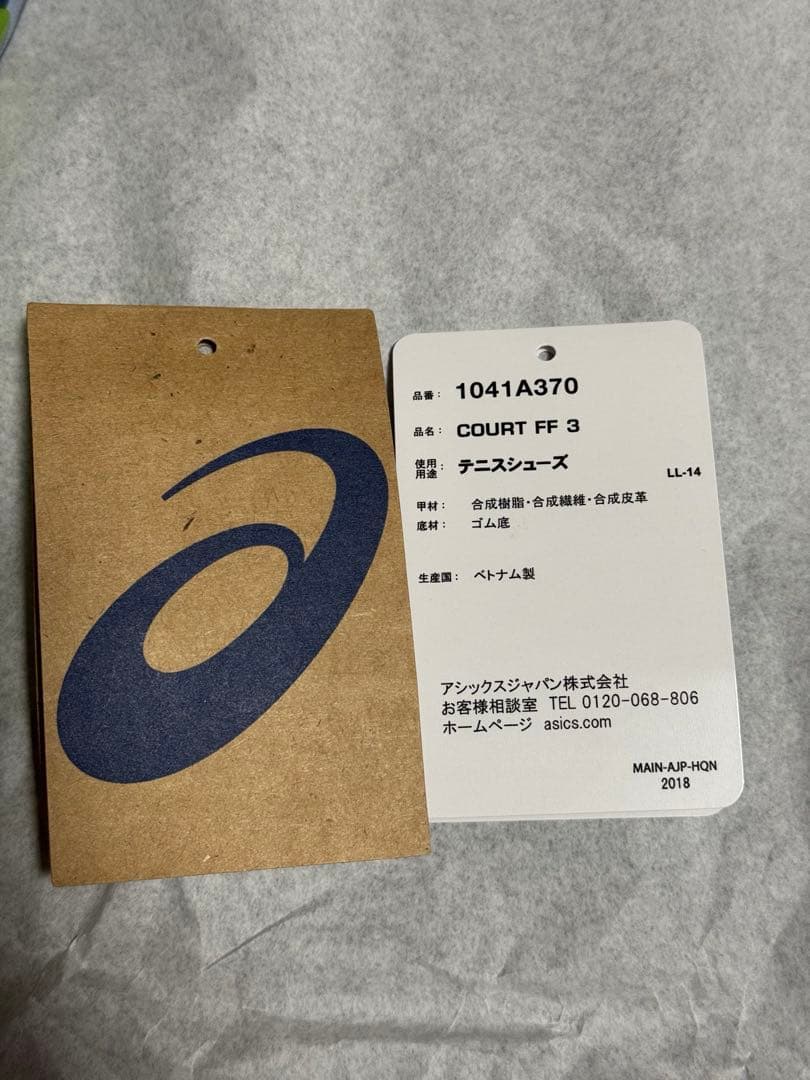 品番： 1041A370
品名： COURT FF 3
使用用途： テニスシューズ
LL-14
甲材： 合成樹脂・合成繊維・合成皮革
底材： ゴム底
生産国： ベトナム製
アシックスジャパン株式会社
お客様相談室 TEL 0120-068-806
ホームページ asics.com
MAIN-AJP-HQN
2018